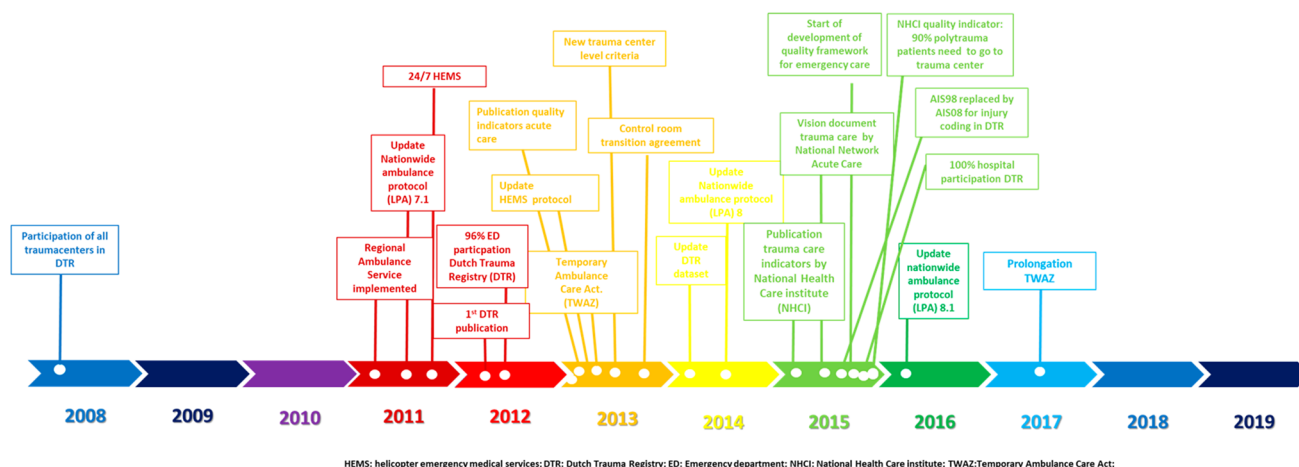 Participation of all
traumacenters in
DTR
24/7 HEMS
Update
Nationwide
ambulance
protocol
(LPA) 7.1
Regional
Ambulance
Service
implemented
96% ED
particpation
Dutch Trauma
Registry (DTR)
1st DTR
publication
New trauma center
level criteria
Publication quality
indicators acute
care
Control room
transition agreement
Update
HEMS protocol
Temporary
Ambulance
Care Act.
(TWAZ)
Update
Nationwide
ambulance protocol
(LPA) 8
Update
DTR
dataset
Start of
development of
quality framework
for emergency care
Vision document
trauma care by
National Network
Acute Care
Publication
trauma care
indicators by
National Health
Care institute
(NHCI)
NHCI quality indicator:
90% polytrauma
patients need to go to
trauma center
AIS98 replaced by
AIS08 for injury
coding in DTR
100% hospital
participation DTR
Update
nationwide
ambulance
protocol
(LPA) 8.1
Prolongation
TWAZ
2008
2009
2010
2011
2012
2013
2014
2015
2016
2017
2018
2019
HEMS: helicopter emergency medical services; DTR: Dutch Trauma Registry; ED: Emergency department; NHCI: National Health Care institute; TWAZ:Temporary Ambulance Care Act;